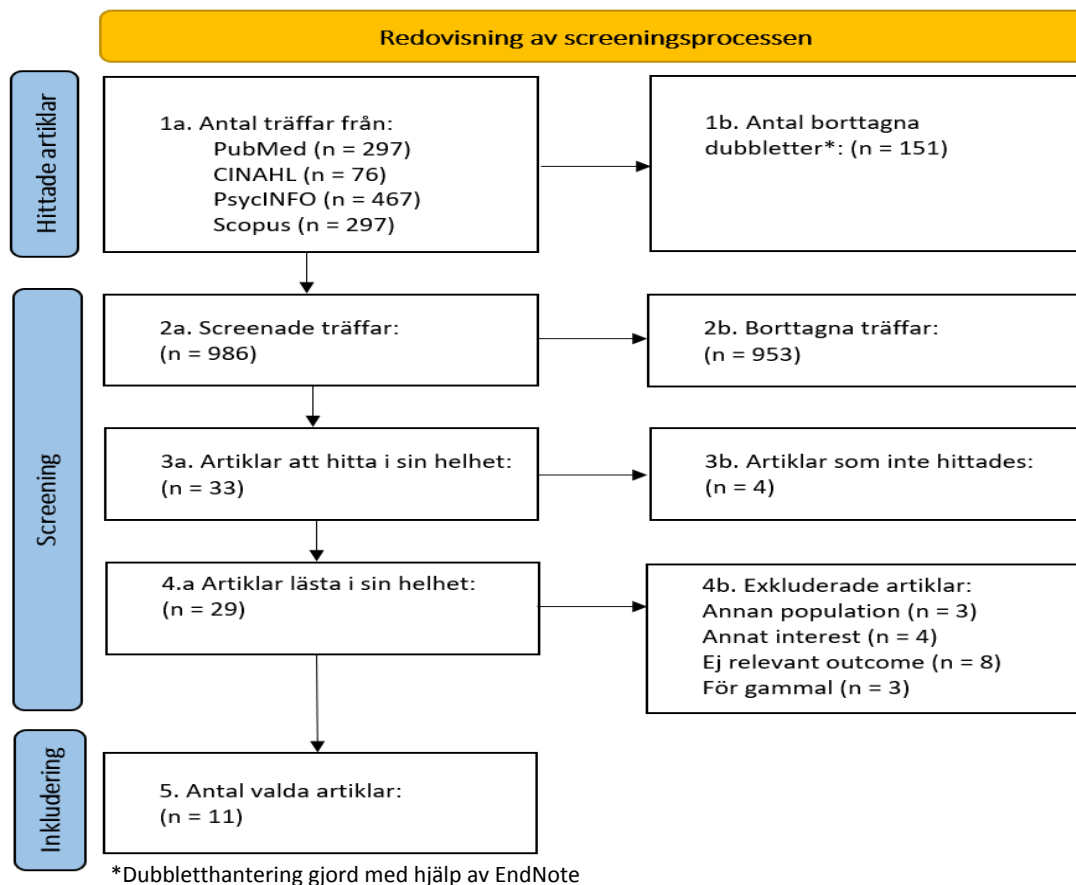 Redovisning av screeningsprocessen
Hittade artiklar
1a. Antal träffar från:
PubMed (n = 297)
CINAHL (n = 76)
PsycINFO (n = 467)
Scopus (n = 297)
1b. Antal borttagna
dubbletter*: (n = 151)
Screening
2a. Screenade träffar:
(n = 986)
2b. Borttagna träffar:
(n = 953)
3a. Artiklar att hitta i sin helhet:
(n = 33)
3b. Artiklar som inte hittades:
(n = 4)
4.a Artiklar lästa i sin helhet:
(n = 29)
4b. Exkluderade artiklar:
Annan population (n = 3)
Annat interest (n = 4)
Ej relevant outcome (n = 8)
För gammal (n = 3)
Inkludering
5. Antal valda artiklar:
(n = 11)
*Dubbletthantering gjord med hjälp av EndNote